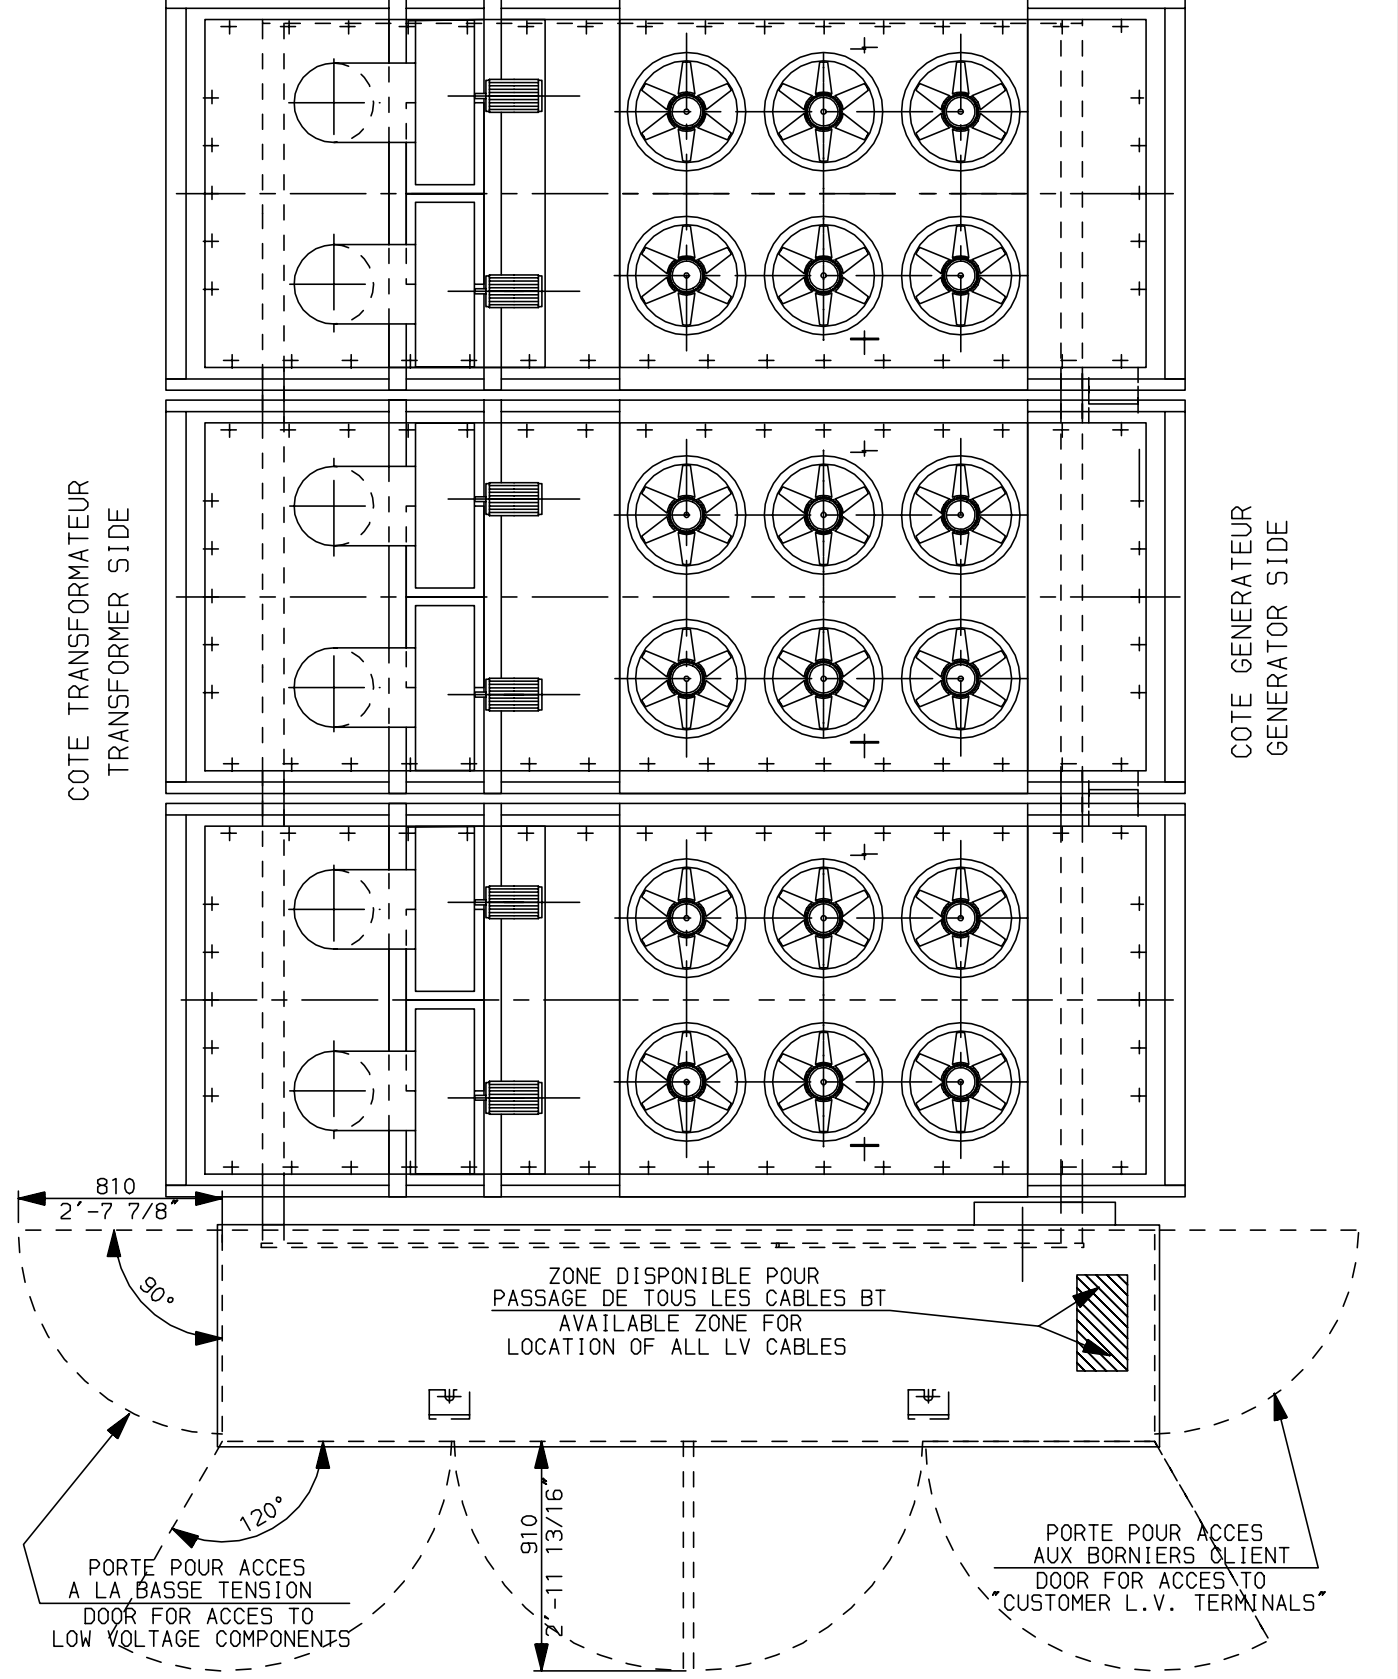 COTE TRANSFORMATEUR
TRANSFORMER SIDE
COTE GENERATEUR
GENERATOR SIDE
810
2'-7 7/8"
90°
ZONE DISPONIBLE POUR
PASSAGE DE TOUS LES CABLES BT
AVAILABLE ZONE FOR
LOCATION OF ALL LV CABLES
120°
910
2'-11 13/16"
PORTE POUR ACCES
A LA BASSE TENSION
DOOR FOR ACCES TO
LOW VOLTAGE COMPONENTS
PORTE POUR ACCES
AUX BORNIERS CLIENT
DOOR FOR ACCES TO
"CUSTOMER L.V. TERMINALS"